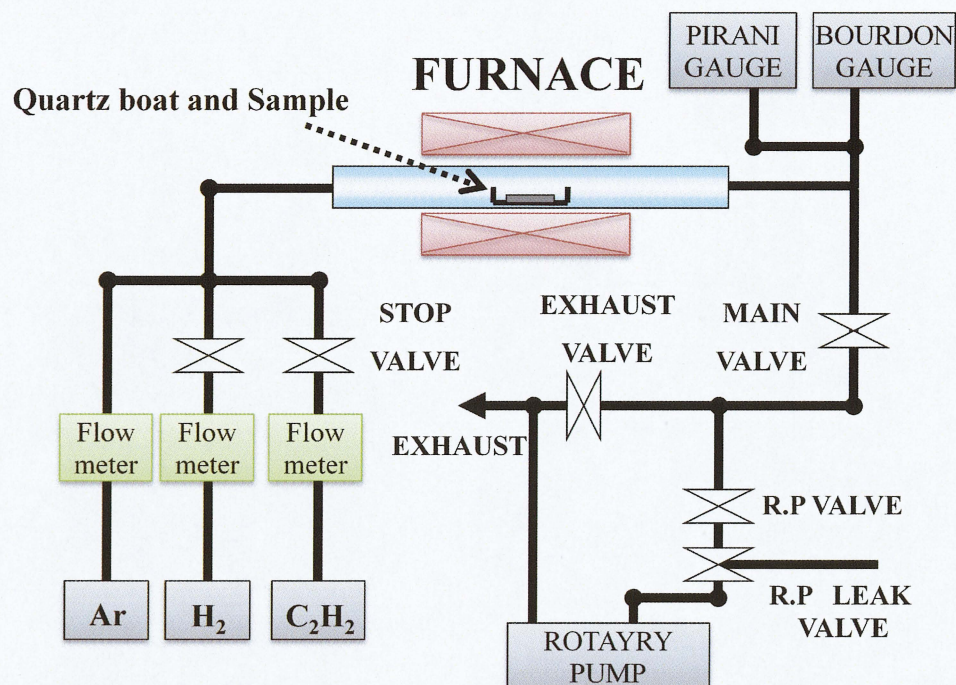 PIRANI
GAUGE
BOURDON
GAUGE
FURNACE
Quartz boat and Sample
STOP
VALVE
EXHAUST
VALVE
MAIN
VALVE
EXHAUST
Flow
meter
Flow
meter
Flow
meter
R.P VALVE
R.P LEAK
VALVE
Ar
H₂
C₂H₂
ROTAYRY
PUMP